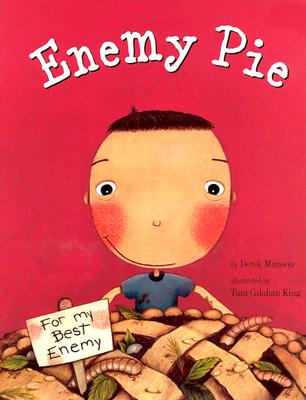 Enemy Pie
by Derek Munson
illustrated by
Tara Calahan King
For my
Best
Enemy